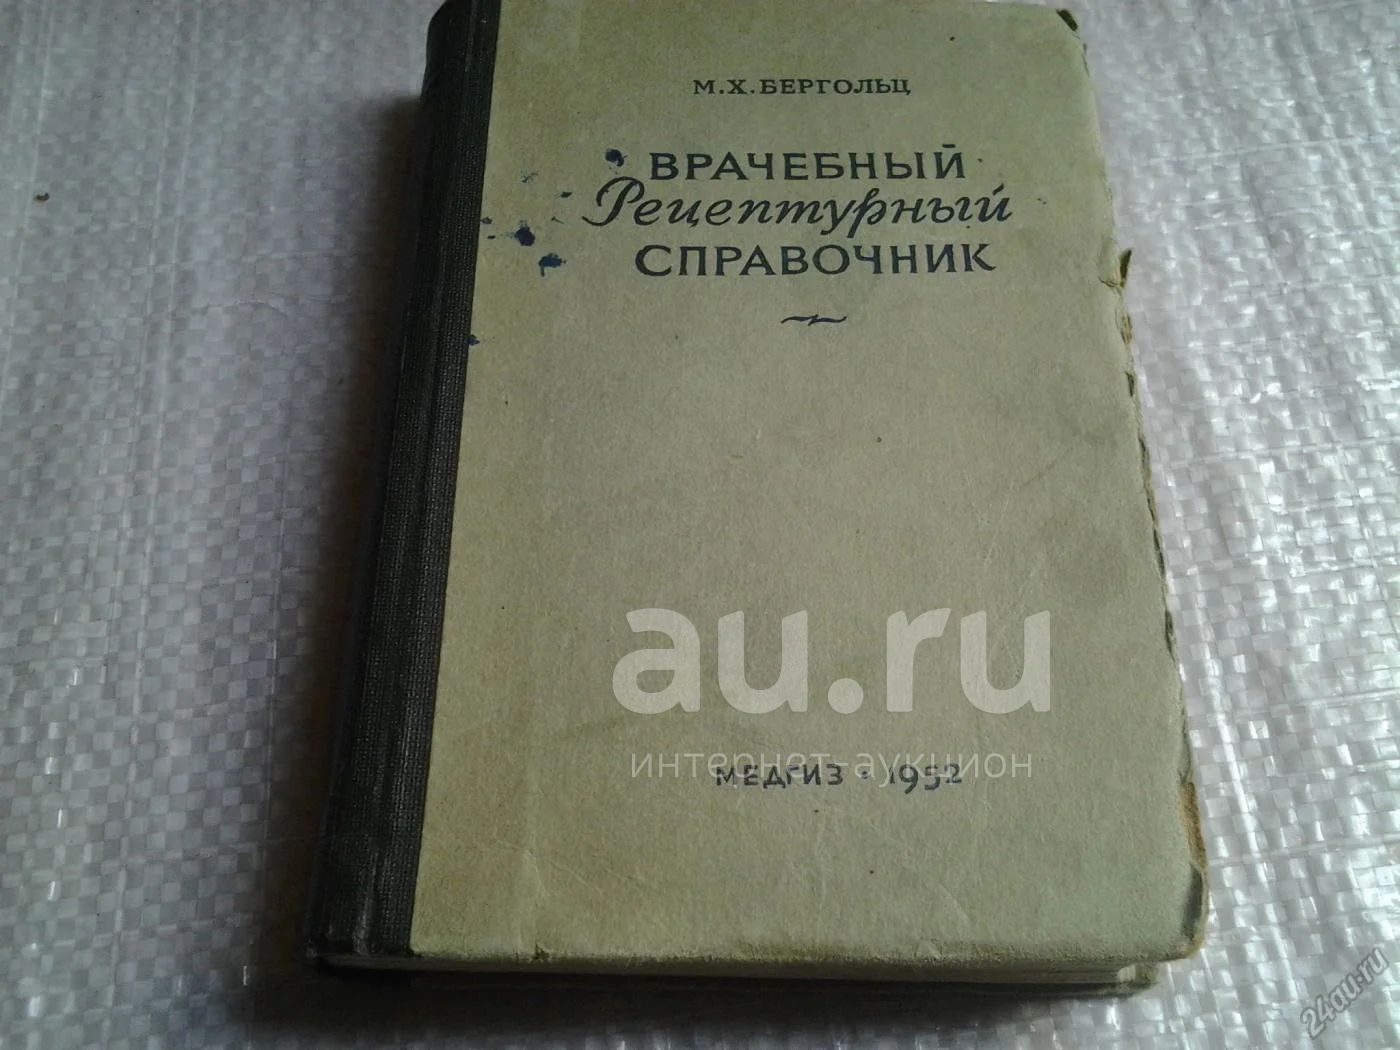 М.Х.БЕРГОЛЬЦ
ВРАЧЕБНЫЙ
Рецептурный
СПРАВОЧНИК
au.ru
интернет-аукцион
МЕДГИЗ • 1952
24au.ru